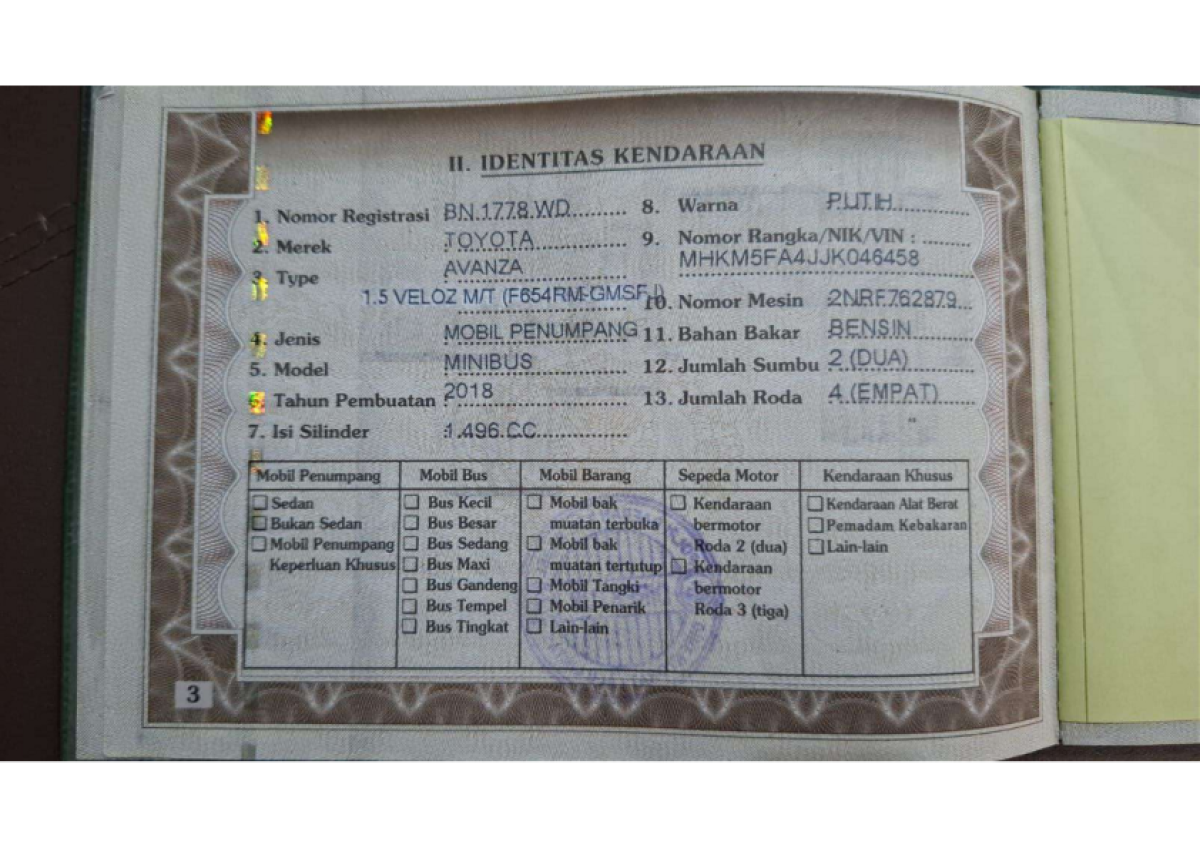 II. IDENTITAS KENDARAAN
1. Nomor Registrasi BN.1778.WD
2. Merek : TOYOTA
3. Type : AVANZA
1.5 VELOZ M/T (F654RM-GMSFJ)
4. Jenis : MOBIL PENUMPANG
5. Model : MINIBUS
6. Tahun Pembuatan : 2018
7. Isi Silinder : 1.496.CC
8. Warna : PUTIH
9. Nomor Rangka/NIK/VIN :
MHKM5FA4JJK046458
10. Nomor Mesin : 2NRF762879
11. Bahan Bakar : BENSIN
12. Jumlah Sumbu : 2 (DUA)
13. Jumlah Roda : 4 (EMPAT)
Mobil Penumpang
Sedan
Bukan Sedan
Mobil Penumpang
Keperluan Khusus
Mobil Bus
Bus Kecil
Bus Besar
Bus Sedang
Bus Maxi
Bus Gandeng
Bus Tempel
Bus Tingkat
Mobil Barang
Mobil bak
muatan terbuka
Mobil bak
muatan tertutup
Mobil Tangki
Mobil Penarik
Lain-lain
Sepeda Motor
Kendaraan
bermotor
Roda 2 (dua)
Kendaraan
bermotor
Roda 3 (tiga)
Kendaraan Khusus
Kendaraan Alat Berat
Pemadam Kebakaran
Lain-lain
3